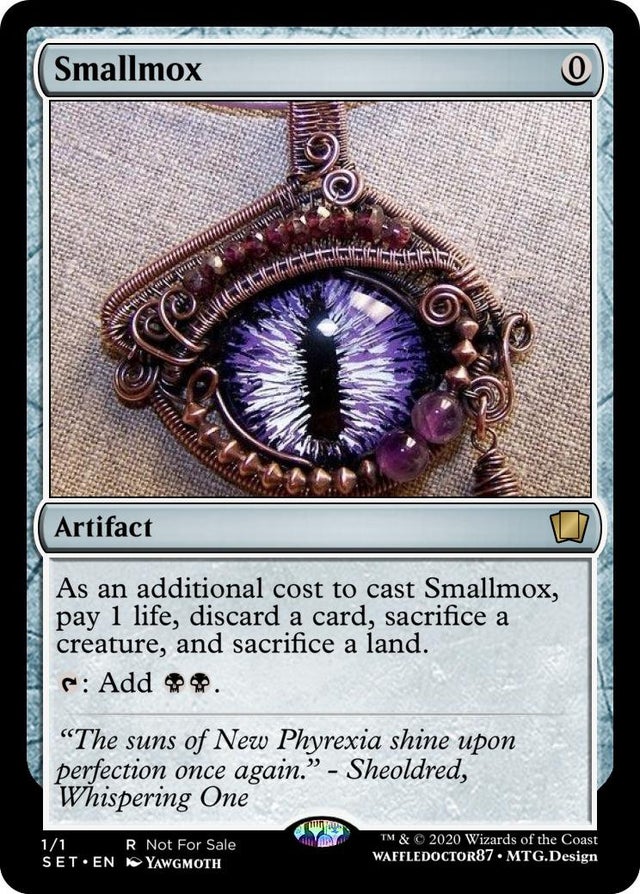 Smallmox 0
Artifact
As an additional cost to cast Smallmox,
pay 1 life, discard a card, sacrifice a
creature, and sacrifice a land.
: Add .
“The suns of New Phyrexia shine upon
perfection once again.” - Sheoldred,
Whispering One
1/1 R Not For Sale
SET • EN Yawgmoth
™ & © 2020 Wizards of the Coast
waffledoctor87 • MTG.Design